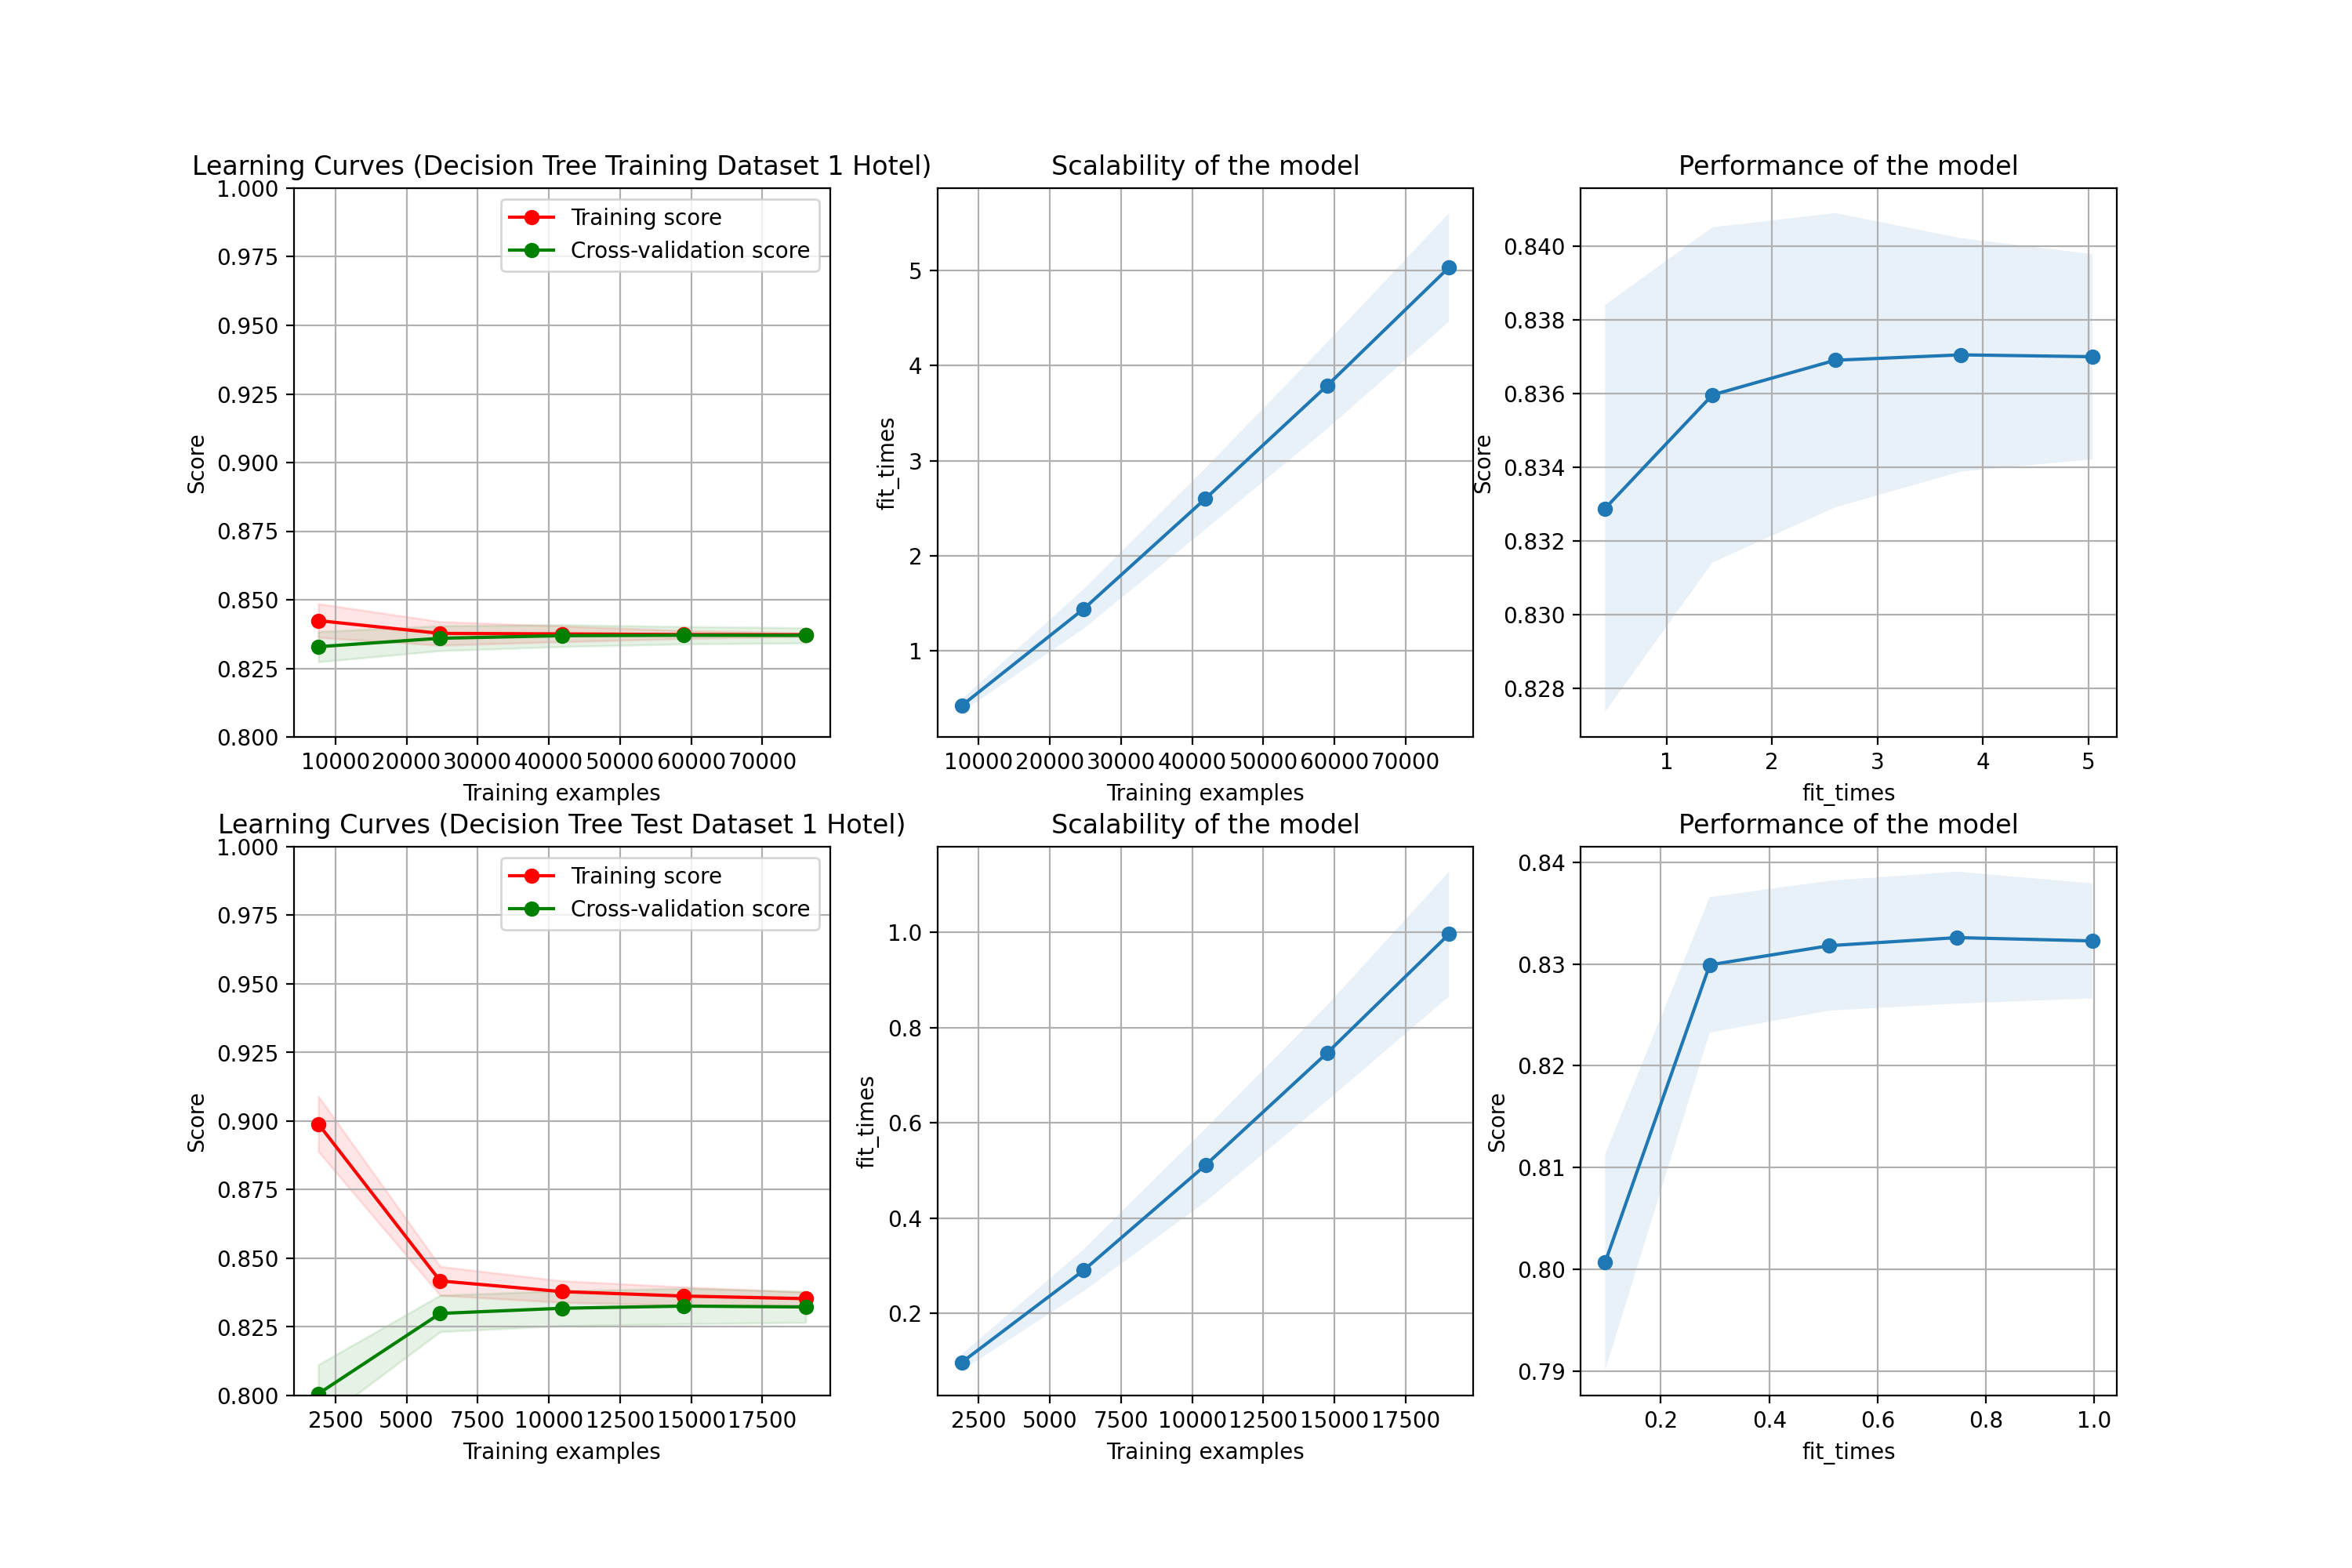 Learning Curves (Decision Tree Training Dataset 1 Hotel)
1.000
0.975
0.950
0.925
0.900
0.875
0.850
0.825
0.800
Score
Training score
Cross-validation score
10000 20000 30000 40000 50000 60000 70000
Training examples
Scalability of the model
5
4
3
2
1
fit_times
10000 20000 30000 40000 50000 60000 70000
Training examples
Performance of the model
0.840
0.838
0.836
0.834
0.832
0.830
0.828
Score
1 2 3 4 5
fit_times
Learning Curves (Decision Tree Test Dataset 1 Hotel)
1.000
0.975
0.950
0.925
0.900
0.875
0.850
0.825
0.800
Score
Training score
Cross-validation score
2500 5000 7500 10000 12500 15000 17500
Training examples
Scalability of the model
1.0
0.8
0.6
0.4
0.2
fit_times
2500 5000 7500 10000 12500 15000 17500
Training examples
Performance of the model
0.84
0.83
0.82
0.81
0.80
0.79
Score
0.2 0.4 0.6 0.8 1.0
fit_times